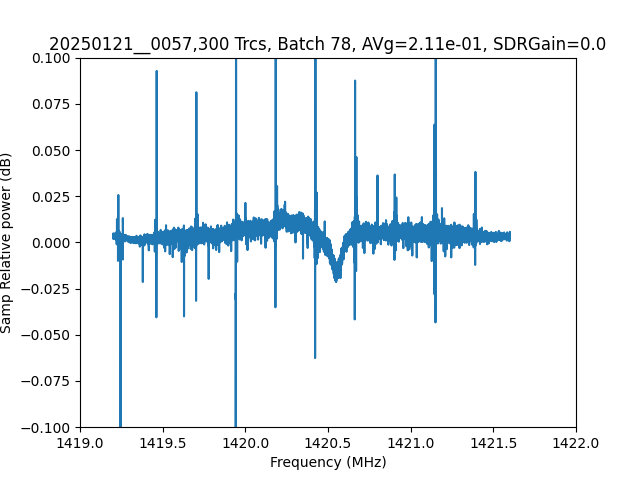 20250121__0057,300 Trcs, Batch 78, AVg=2.11e-01, SDRGain=0.0
0.100
0.075
0.050
0.025
0.000
−0.025
−0.050
−0.075
−0.100
Samp Relative power (dB)
1419.0 1419.5 1420.0 1420.5 1421.0 1421.5 1422.0
Frequency (MHz)